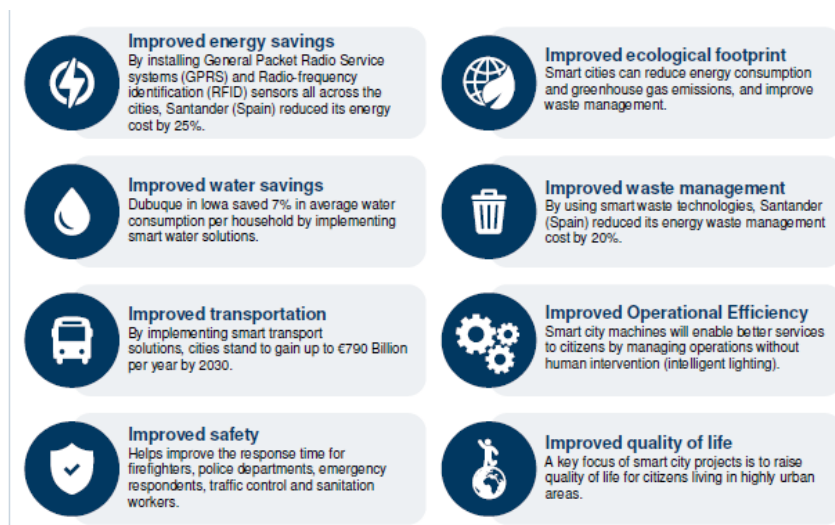 Improved energy savings
By installing General Packet Radio Service
systems (GPRS) and Radio-frequency
identification (RFID) sensors all across the
cities, Santander (Spain) reduced its energy
cost by 25%.
Improved ecological footprint
Smart cities can reduce energy consumption
and greenhouse gas emissions, and improve
waste management.
Improved water savings
Dubuque in Iowa saved 7% in average water
consumption per household by implementing
smart water solutions.
Improved waste management
By using smart waste technologies, Santander
(Spain) reduced its energy waste management
cost by 20%.
Improved transportation
By implementing smart transport
solutions, cities stand to gain up to €790 Billion
per year by 2030.
Improved Operational Efficiency
Smart city machines will enable better services
to citizens by managing operations without
human intervention (intelligent lighting).
Improved safety
Helps improve the response time for
firefighters, police departments, emergency
respondents, traffic control and sanitation
workers.
Improved quality of life
A key focus of smart city projects is to raise
quality of life for citizens living in highly urban
areas.